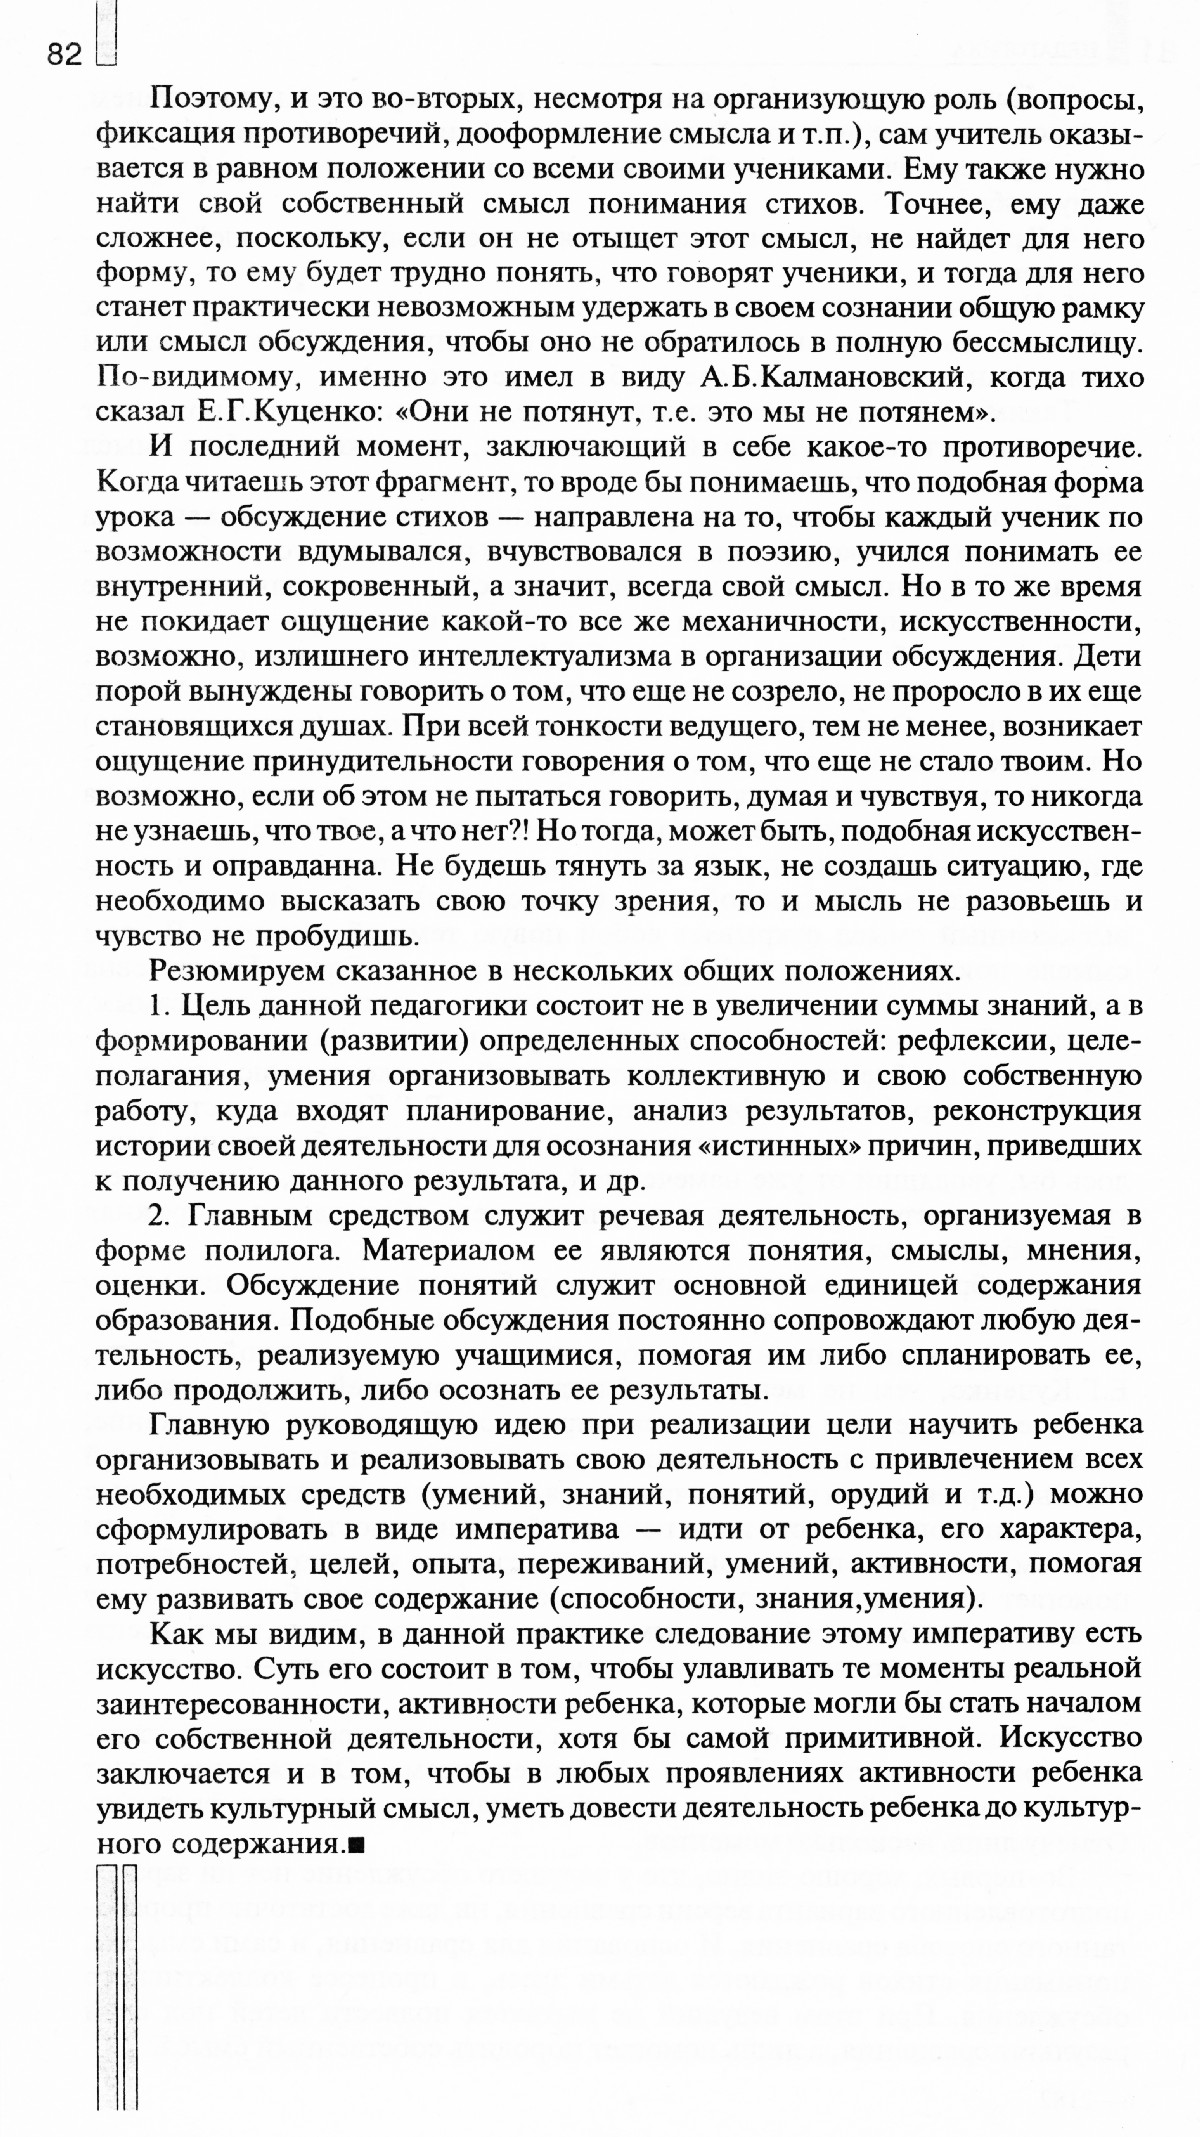 82
Поэтому, и это во-вторых, несмотря на организующую роль (вопросы,
фиксация противоречий, дооформление смысла и т.п.), сам учитель оказы-
вается в равном положении со всеми своими учениками. Ему также нужно
найти свой собственный смысл понимания стихов. Точнее, ему даже
сложнее, поскольку, если он не отыщет этот смысл, не найдет для него
форму, то ему будет трудно понять, что говорят ученики, и тогда для него
станет практически невозможным удержать в своем сознании общую рамку
или смысл обсуждения, чтобы оно не обратилось в полную бессмыслицу.
По-видимому, именно это имел в виду А.Б.Калмановский, когда тихо
сказал Е.Г.Куценко: «Они не потянут, т.е. это мы не потянем».
И последний момент, заключающий в себе какое-то противоречие.
Когда читаешь этот фрагмент, то вроде бы понимаешь, что подобная форма
урока — обсуждение стихов — направлена на то, чтобы каждый ученик по
возможности вдумывался, вчувствовался в поэзию, учился понимать ее
внутренний, сокровенный, а значит, всегда свой смысл. Но в то же время
не покидает ощущение какой-то все же механичности, искусственности,
возможно, излишнего интеллектуализма в организации обсуждения. Дети
порой вынуждены говорить о том, что еще не созрело, не проросло в их еще
становящихся душах. При всей тонкости ведущего, тем не менее, возникает
ощущение принудительности говорения о том, что еще не стало твоим. Но
возможно, если об этом не пытаться говорить, думая и чувствуя, то никогда
не узнаешь, что твое, а что нет?! Но тогда, может быть, подобная искусствен-
ность и оправданна. Не будешь тянуть за язык, не создашь ситуацию, где
необходимо высказать свою точку зрения, то и мысль не разовьешь и
чувство не пробудишь.
Резюмируем сказанное в нескольких общих положениях.
1. Цель данной педагогики состоит не в увеличении суммы знаний, а в
формировании (развитии) определенных способностей: рефлексии, целе-
полагания, умения организовывать коллективную и свою собственную
работу, куда входят планирование, анализ результатов, реконструкция
истории своей деятельности для осознания «истинных» причин, приведших
к получению данного результата, и др.
2. Главным средством служит речевая деятельность, организуемая в
форме полилога. Материалом ее являются понятия, смыслы, мнения,
оценки. Обсуждение понятий служит основной единицей содержания
образования. Подобные обсуждения постоянно сопровождают любую дея-
тельность, реализуемую учащимися, помогая им либо спланировать ее,
либо продолжить, либо осознать ее результаты.
Главную руководящую идею при реализации цели научить ребенка
организовывать и реализовывать свою деятельность с привлечением всех
необходимых средств (умений, знаний, понятий, орудий и т.д.) можно
сформулировать в виде императива — идти от ребенка, его характера,
потребностей, целей, опыта, переживаний, умений, активности, помогая
ему развивать свое содержание (способности, знания,умения).
Как мы видим, в данной практике следование этому императиву есть
искусство. Суть его состоит в том, чтобы улавливать те моменты реальной
заинтересованности, активности ребенка, которые могли бы стать началом
его собственной деятельности, хотя бы самой примитивной. Искусство
заключается и в том, чтобы в любых проявлениях активности ребенка
увидеть культурный смысл, уметь довести деятельность ребенка до культур-
ного содержания.■